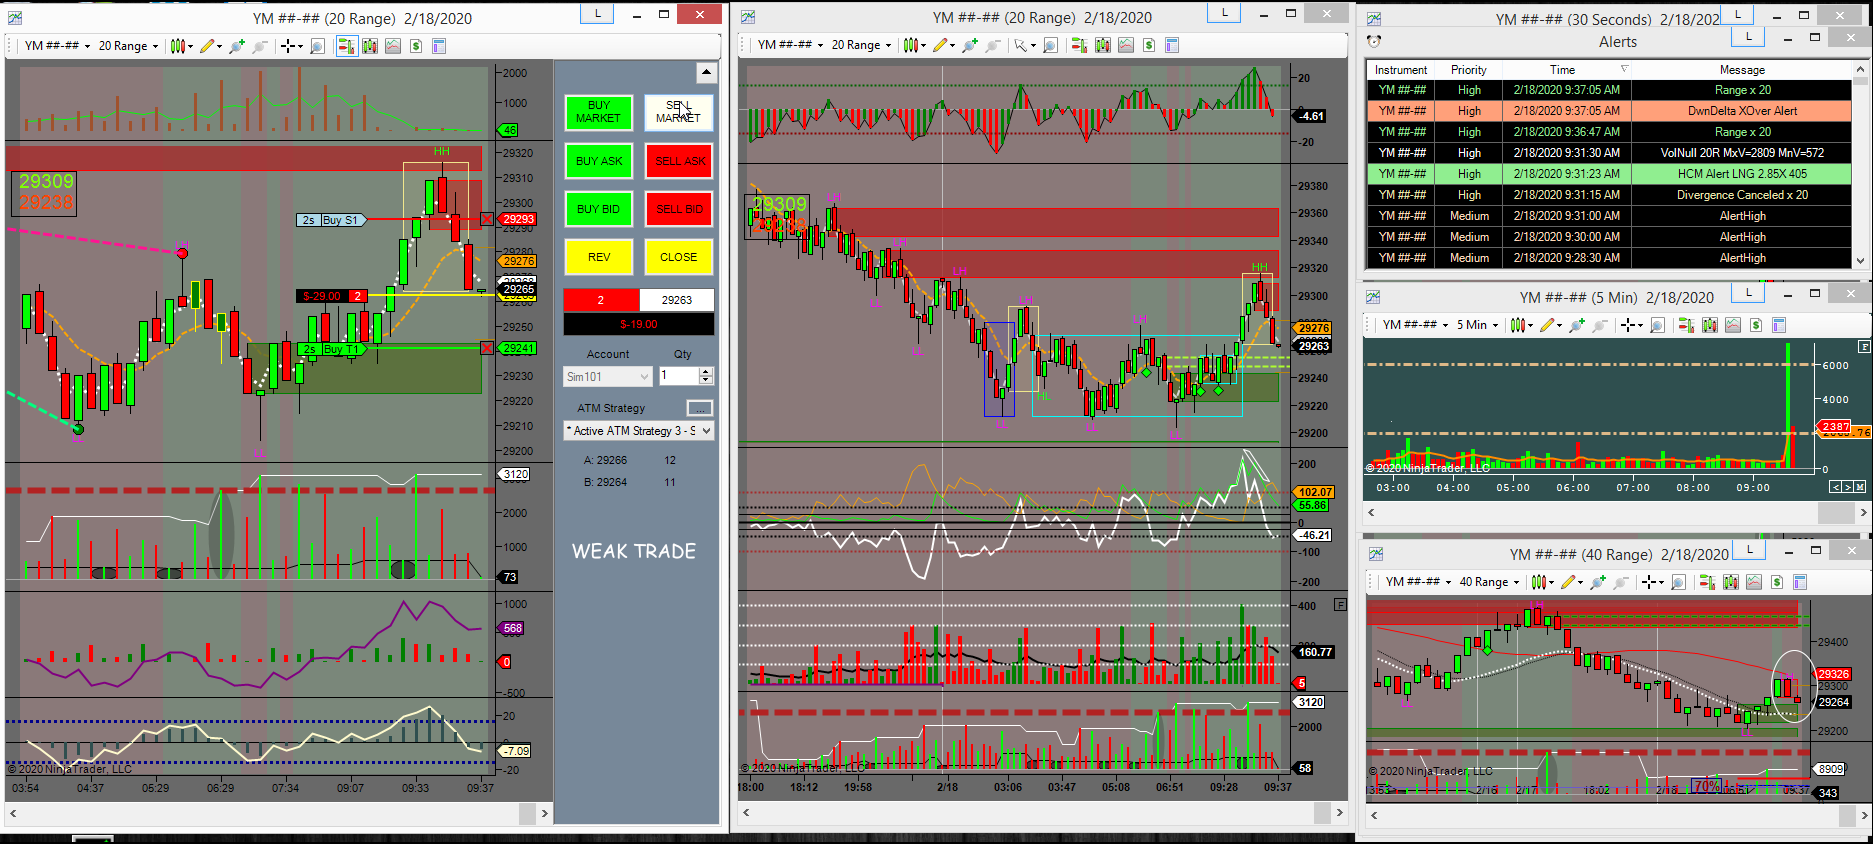 YM ##-## (20 Range)  2/18/2020
L
YM ##-##
20 Range
2000
1000
46
29320
29310
29309
29238
HH
2s Buy S1
29293
29290
29280
LH
29276
29265
$-29.00 2
29260
29250
2s Buy T1
29241
29230
29220
LL
29210
29200
LL
3120
2000
1000
73
1000
568
0
-500
20
-7.09
-20
© 2020 NinjaTrader, LLC
03:54 04:37 05:29 06:29 07:34 09:07 09:33 09:37
BUY MARKET
SELL MARKET
BUY ASK
SELL ASK
BUY BID
SELL BID
REV
CLOSE
2
29263
$-19.00
Account
Qty
Sim101
1
ATM Strategy
...
* Active ATM Strategy 3 - S
A: 29266 12
B: 29264 11
WEAK TRADE
YM ##-## (20 Range)  2/18/2020
L
YM ##-##
20 Range
20
-4.61
-20
29380
29309
LH
LH
29360
29340
LH
LH
HH
29320
29300
LH
29276
29263
LL
LL
HL
29240
29220
LL
LL
LL
29200
200
102.07
55.86
0
-46.21
-100
-200
400
F
160.77
5
3120
2000
58
© 2020 NinjaTrader, LLC
18:00 18:12 19:58 2/18 03:06 03:47 05:08 06:51 09:28 09:37
YM ##-## (30 Seconds)  2/18/202
L
Alerts
L
Instrument Priority Time Message
YM ##-## High 2/18/2020 9:37:05 AM Range x 20
YM ##-## High 2/18/2020 9:37:05 AM DwnDelta XOver Alert
YM ##-## High 2/18/2020 9:36:47 AM Range x 20
YM ##-## High 2/18/2020 9:31:30 AM VolNull 20R MxV=2809 MnV=572
YM ##-## High 2/18/2020 9:31:23 AM HCM Alert LNG 2.85X 405
YM ##-## High 2/18/2020 9:31:15 AM Divergence Canceled x 20
YM ##-## Medium 2/18/2020 9:31:00 AM AlertHigh
YM ##-## Medium 2/18/2020 9:30:00 AM AlertHigh
YM ##-## Medium 2/18/2020 9:28:30 AM AlertHigh
YM ##-## (5 Min)  2/18/2020
L
YM ##-##
5 Min
F
6000
4000
2387
0
© 2020 NinjaTrader, LLC
03:00 04:00 05:00 06:00 07:00 08:00 09:00
< > M
YM ##-## (40 Range)  2/18/2020
L
YM ##-##
40 Range
29400
29326
29300
29264
LL
29200
8909
© 2020 NinjaTrader, LLC
70%
343
2/16 2/17 18:02 2/18 09:37